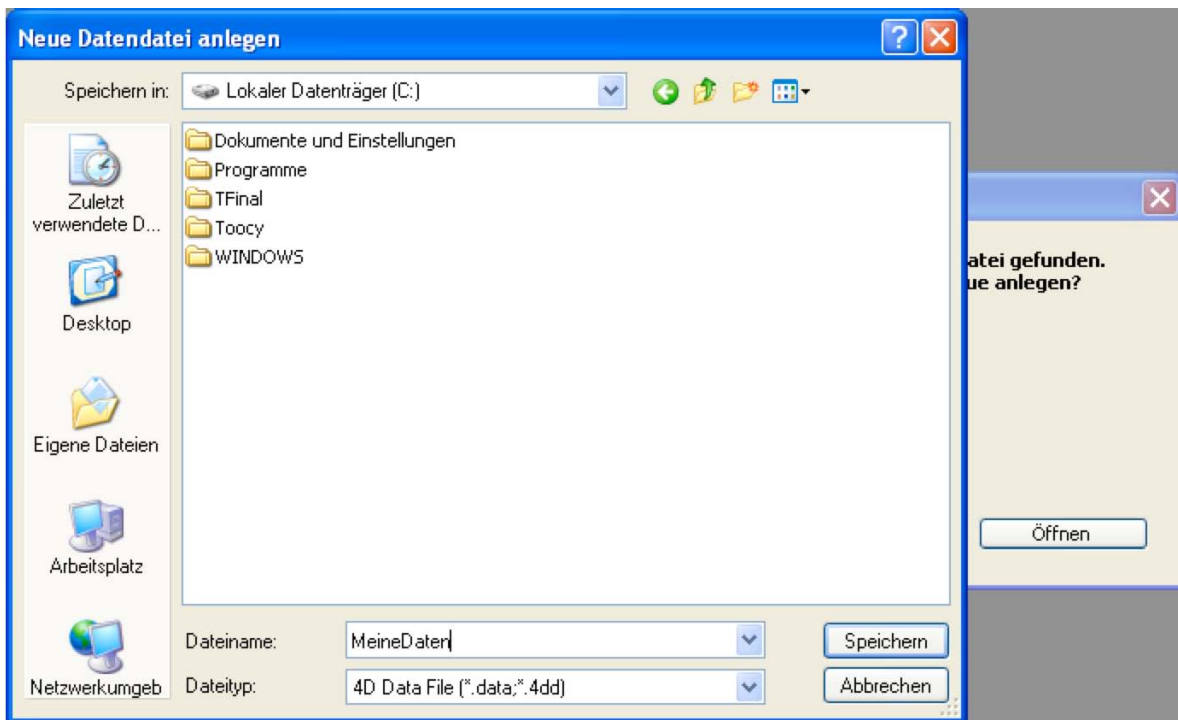 Neue Datendatei anlegen
Speichern in:
Lokaler Datenträger (C:)
Zuletzt
verwendete D...
Desktop
Eigene Dateien
Arbeitsplatz
Netzwerkumgeb
Dokumente und Einstellungen
Programme
TFinal
Toocy
WINDOWS
Dateiname:
MeineDaten
Speichern
Dateityp:
4D Data File (*.data;*.4dd)
Abbrechen
atei gefunden.
ue anlegen?
Öffnen